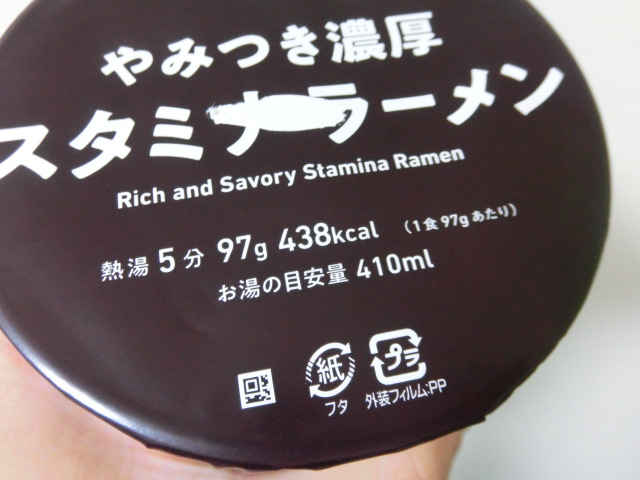 やみつき濃厚
スタミナラーメン
Rich and Savory Stamina Ramen
熱湯5分 97g 438kcal (1食97gあたり)
お湯の目安量 410ml
紙 プラ
フタ 外装フィルム:PP